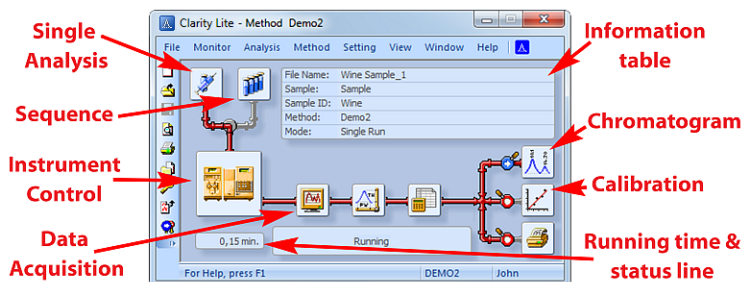 Clarity Lite - Method Demo2
File Monitor Analysis Method Setting View Window Help
Single
Analysis
Sequence
Instrument
Control
Data
Acquisition
Information
table
Chromatogram
Calibration
Running time &
status line
File Name: Wine Sample_1
Sample: Sample
Sample ID: Wine
Method: Demo2
Mode: Single Run
0,15 min. Running
For Help, press F1 DEMO2 John